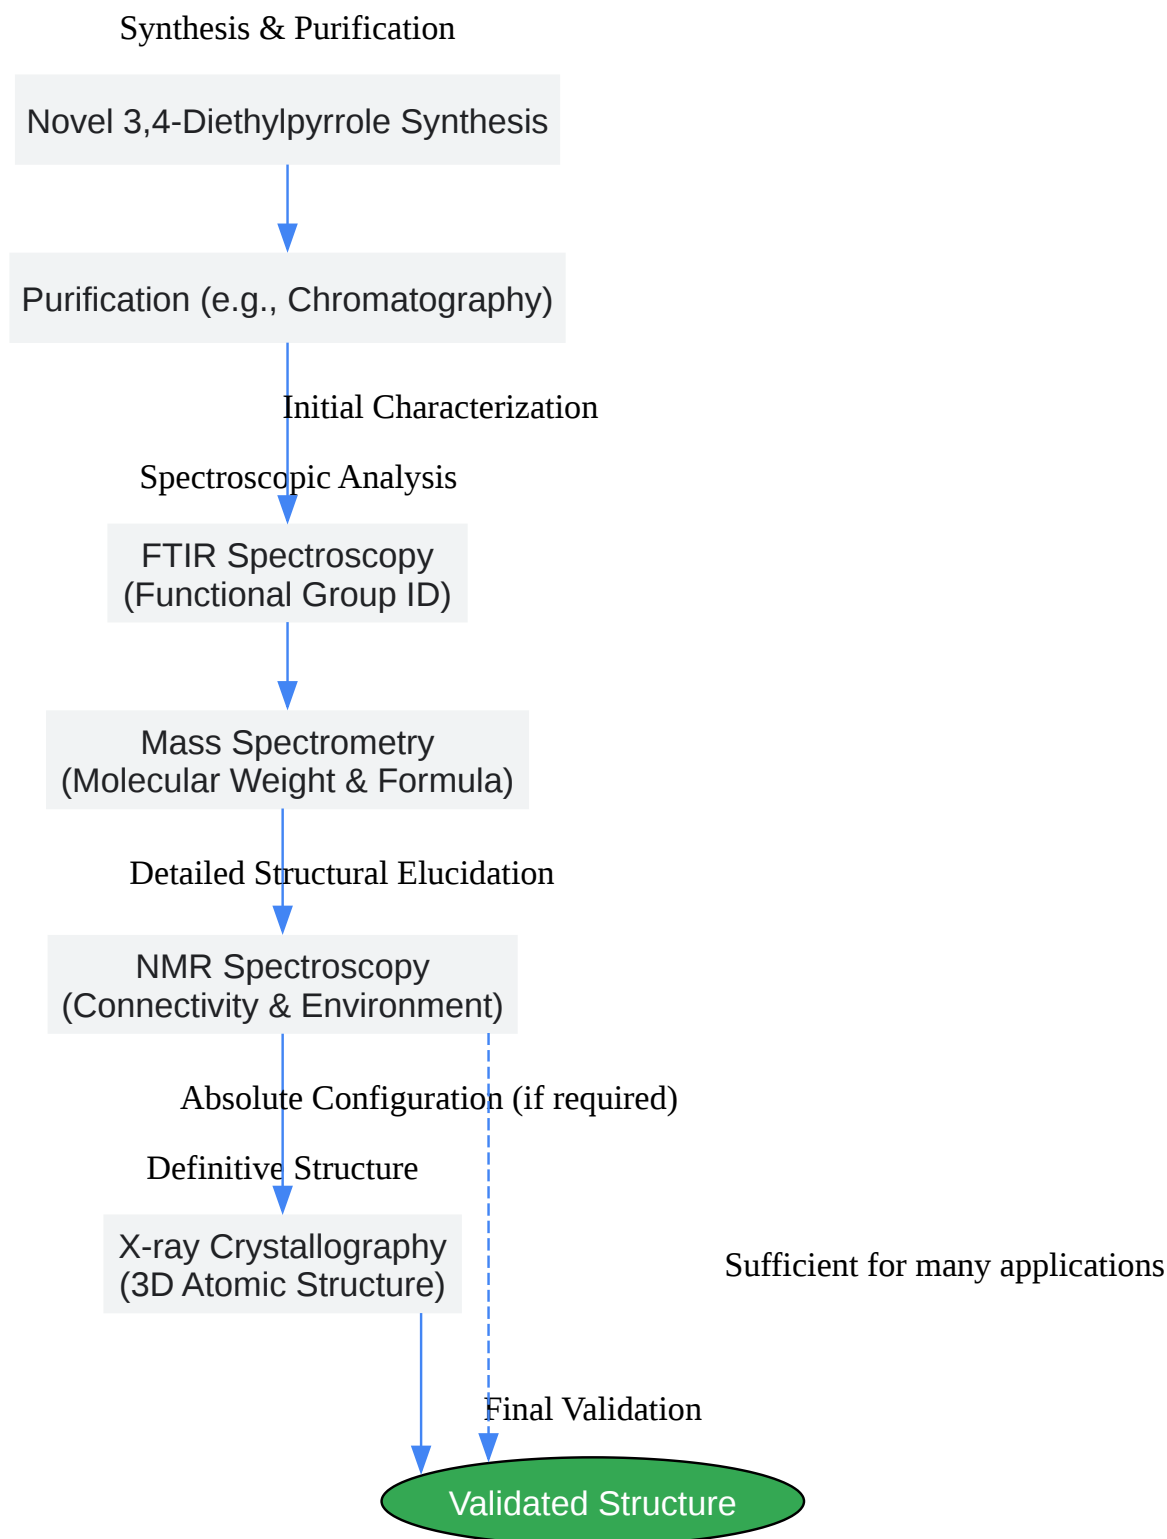 Synthesis & Purification
Novel 3,4-Diethylpyrrole Synthesis
Purification (e.g., Chromatography)
Initial Characterization
Spectroscopic Analysis
FTIR Spectroscopy
(Functional Group ID)
Mass Spectrometry
(Molecular Weight & Formula)
Detailed Structural Elucidation
NMR Spectroscopy
(Connectivity & Environment)
Absolute Configuration (if required)
Definitive Structure
X-ray Crystallography
(3D Atomic Structure)
Sufficient for many applications
Final Validation
Validated Structure